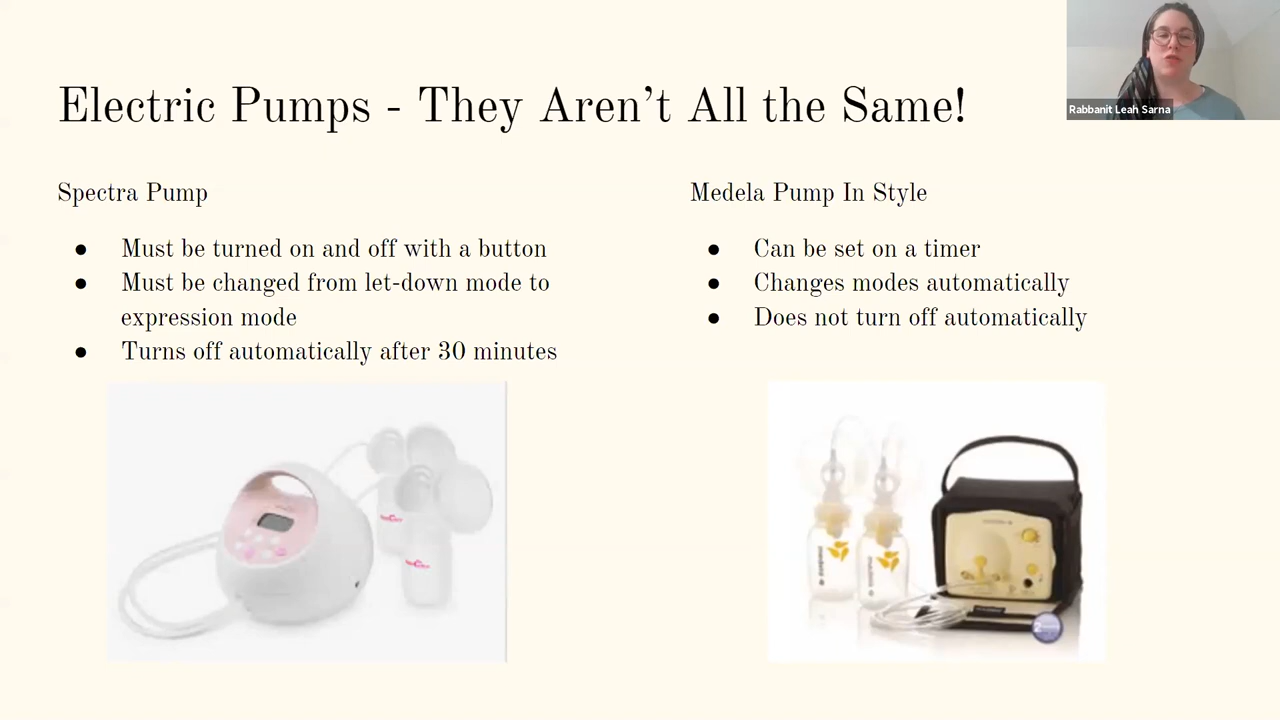 Electric Pumps - They Aren't All the Same!
Rabbanit Leah Sarna
Spectra Pump
● Must be turned on and off with a button
● Must be changed from let-down mode to
expression mode
● Turns off automatically after 30 minutes
Medela Pump In Style
● Can be set on a timer
● Changes modes automatically
● Does not turn off automatically